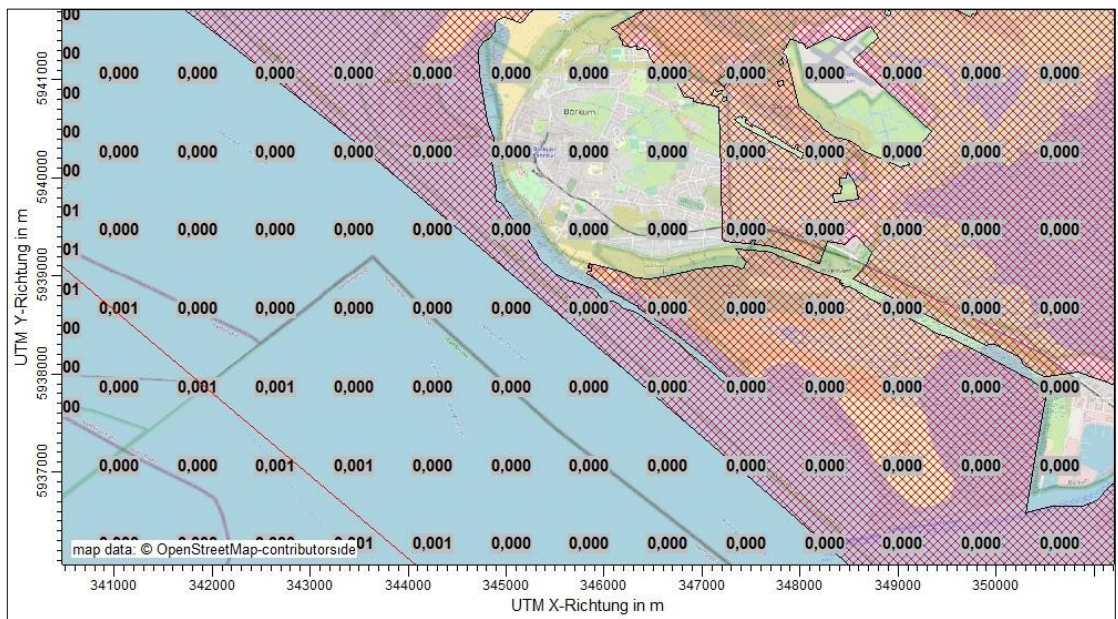 00
5941000
0,000 0,000 0,000 0,000 0,000 0,000 0,000 0,000 0,000 0,000 0,000 0,000 0,000
00
Borkum
00
5940000
0,000 0,000 0,000 0,000 0,000 0,000 0,000 0,000 0,000 0,000 0,000 0,000 0,000
00
01
0,000 0,000 0,000 0,000 0,000 0,000 0,000 0,000 0,000 0,000 0,000 0,000 0,000
01
5939000
01
0,001 0,000 0,000 0,000 0,000 0,000 0,000 0,000 0,000 0,000 0,000 0,000 0,000
00
UTM Y-Richtung in m
5938000
0,000 0,001 0,001 0,000 0,000 0,000 0,000 0,000 0,000 0,000 0,000 0,000 0,000
00
5937000
0,000 0,000 0,001 0,001 0,000 0,000 0,000 0,000 0,000 0,000 0,000 0,000 0,000
0,001 0,001 0,000 0,000 0,000 0,000 0,000 0,000 0,000 0,000
map data: © OpenStreetMap-contributorside
341000 342000 343000 344000 345000 346000 347000 348000 349000 350000
UTM X-Richtung in m